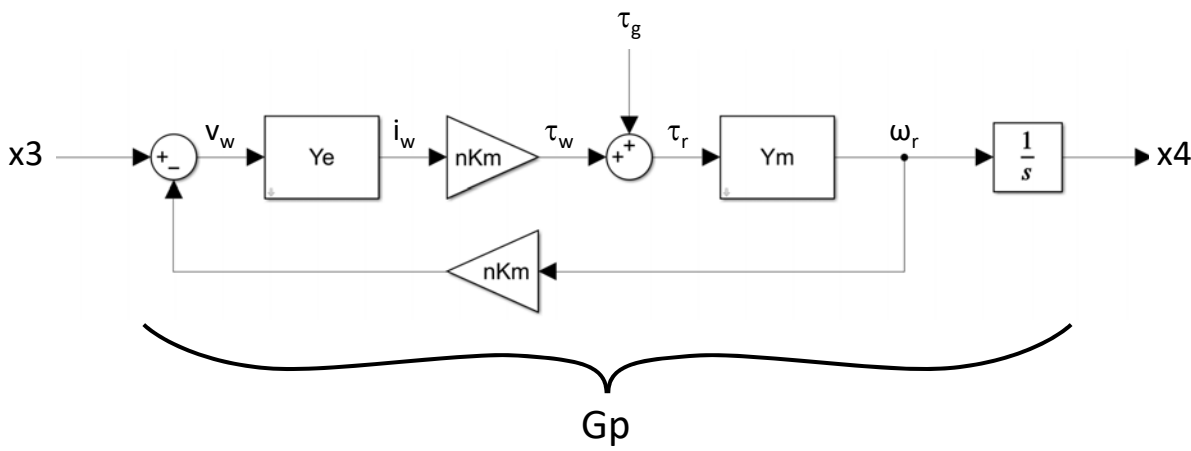 τg
x3
+
−
vw
Ye
iw
nKm
τw
+
+
τr
Ym
ωr
1
s
x4
nKm
Gp